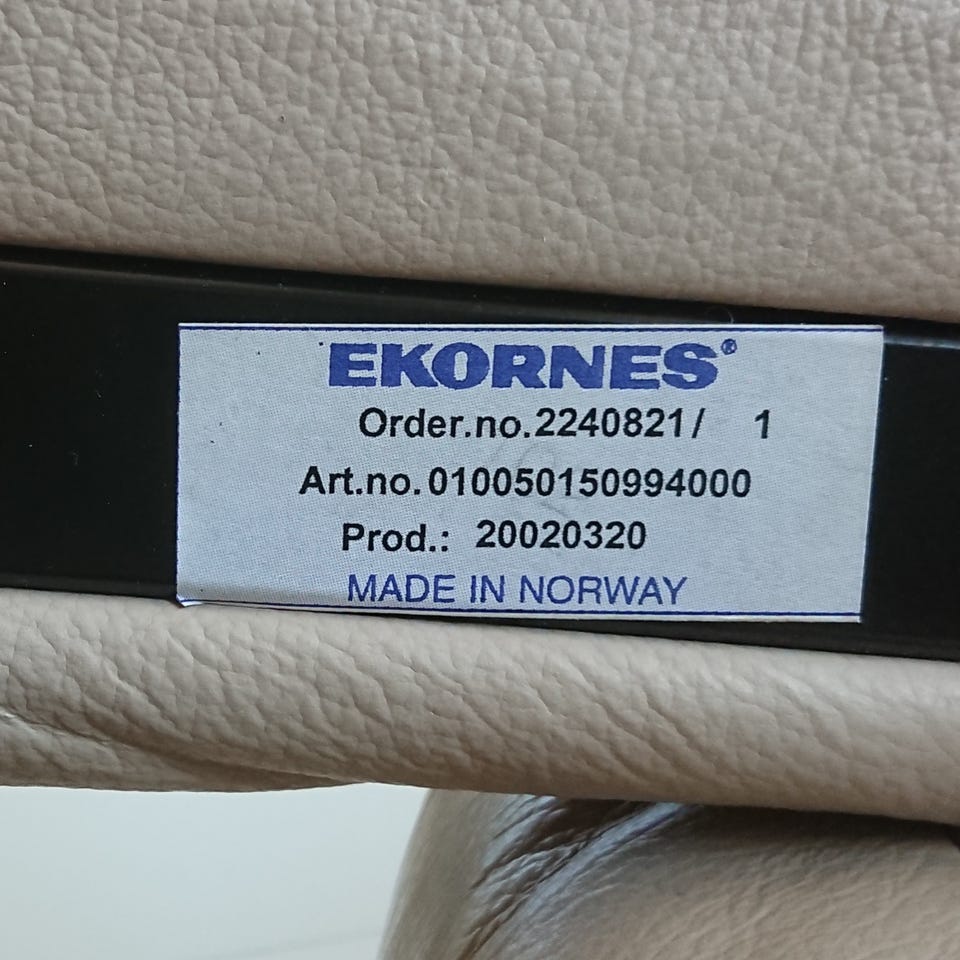 EKORNES®
Order.no.2240821/ 1
Art.no.010050150994000
Prod.: 20020320
MADE IN NORWAY